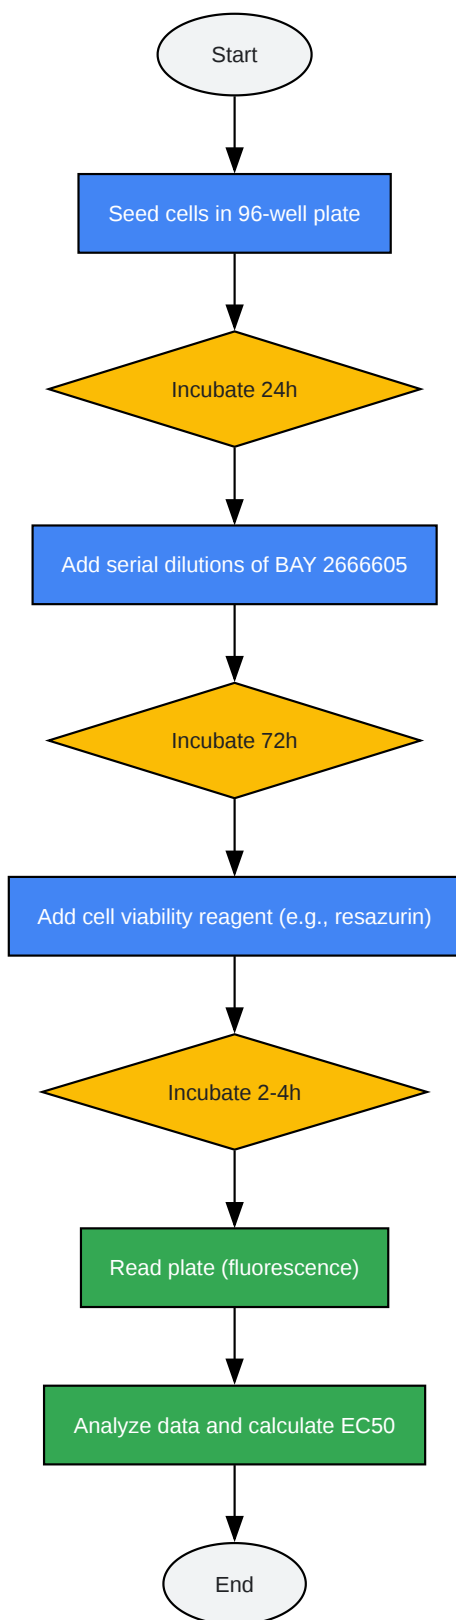 Start
Seed cells in 96-well plate
Incubate 24h
Add serial dilutions of BAY 2666605
Incubate 72h
Add cell viability reagent (e.g., resazurin)
Incubate 2-4h
Read plate (fluorescence)
Analyze data and calculate EC50
End